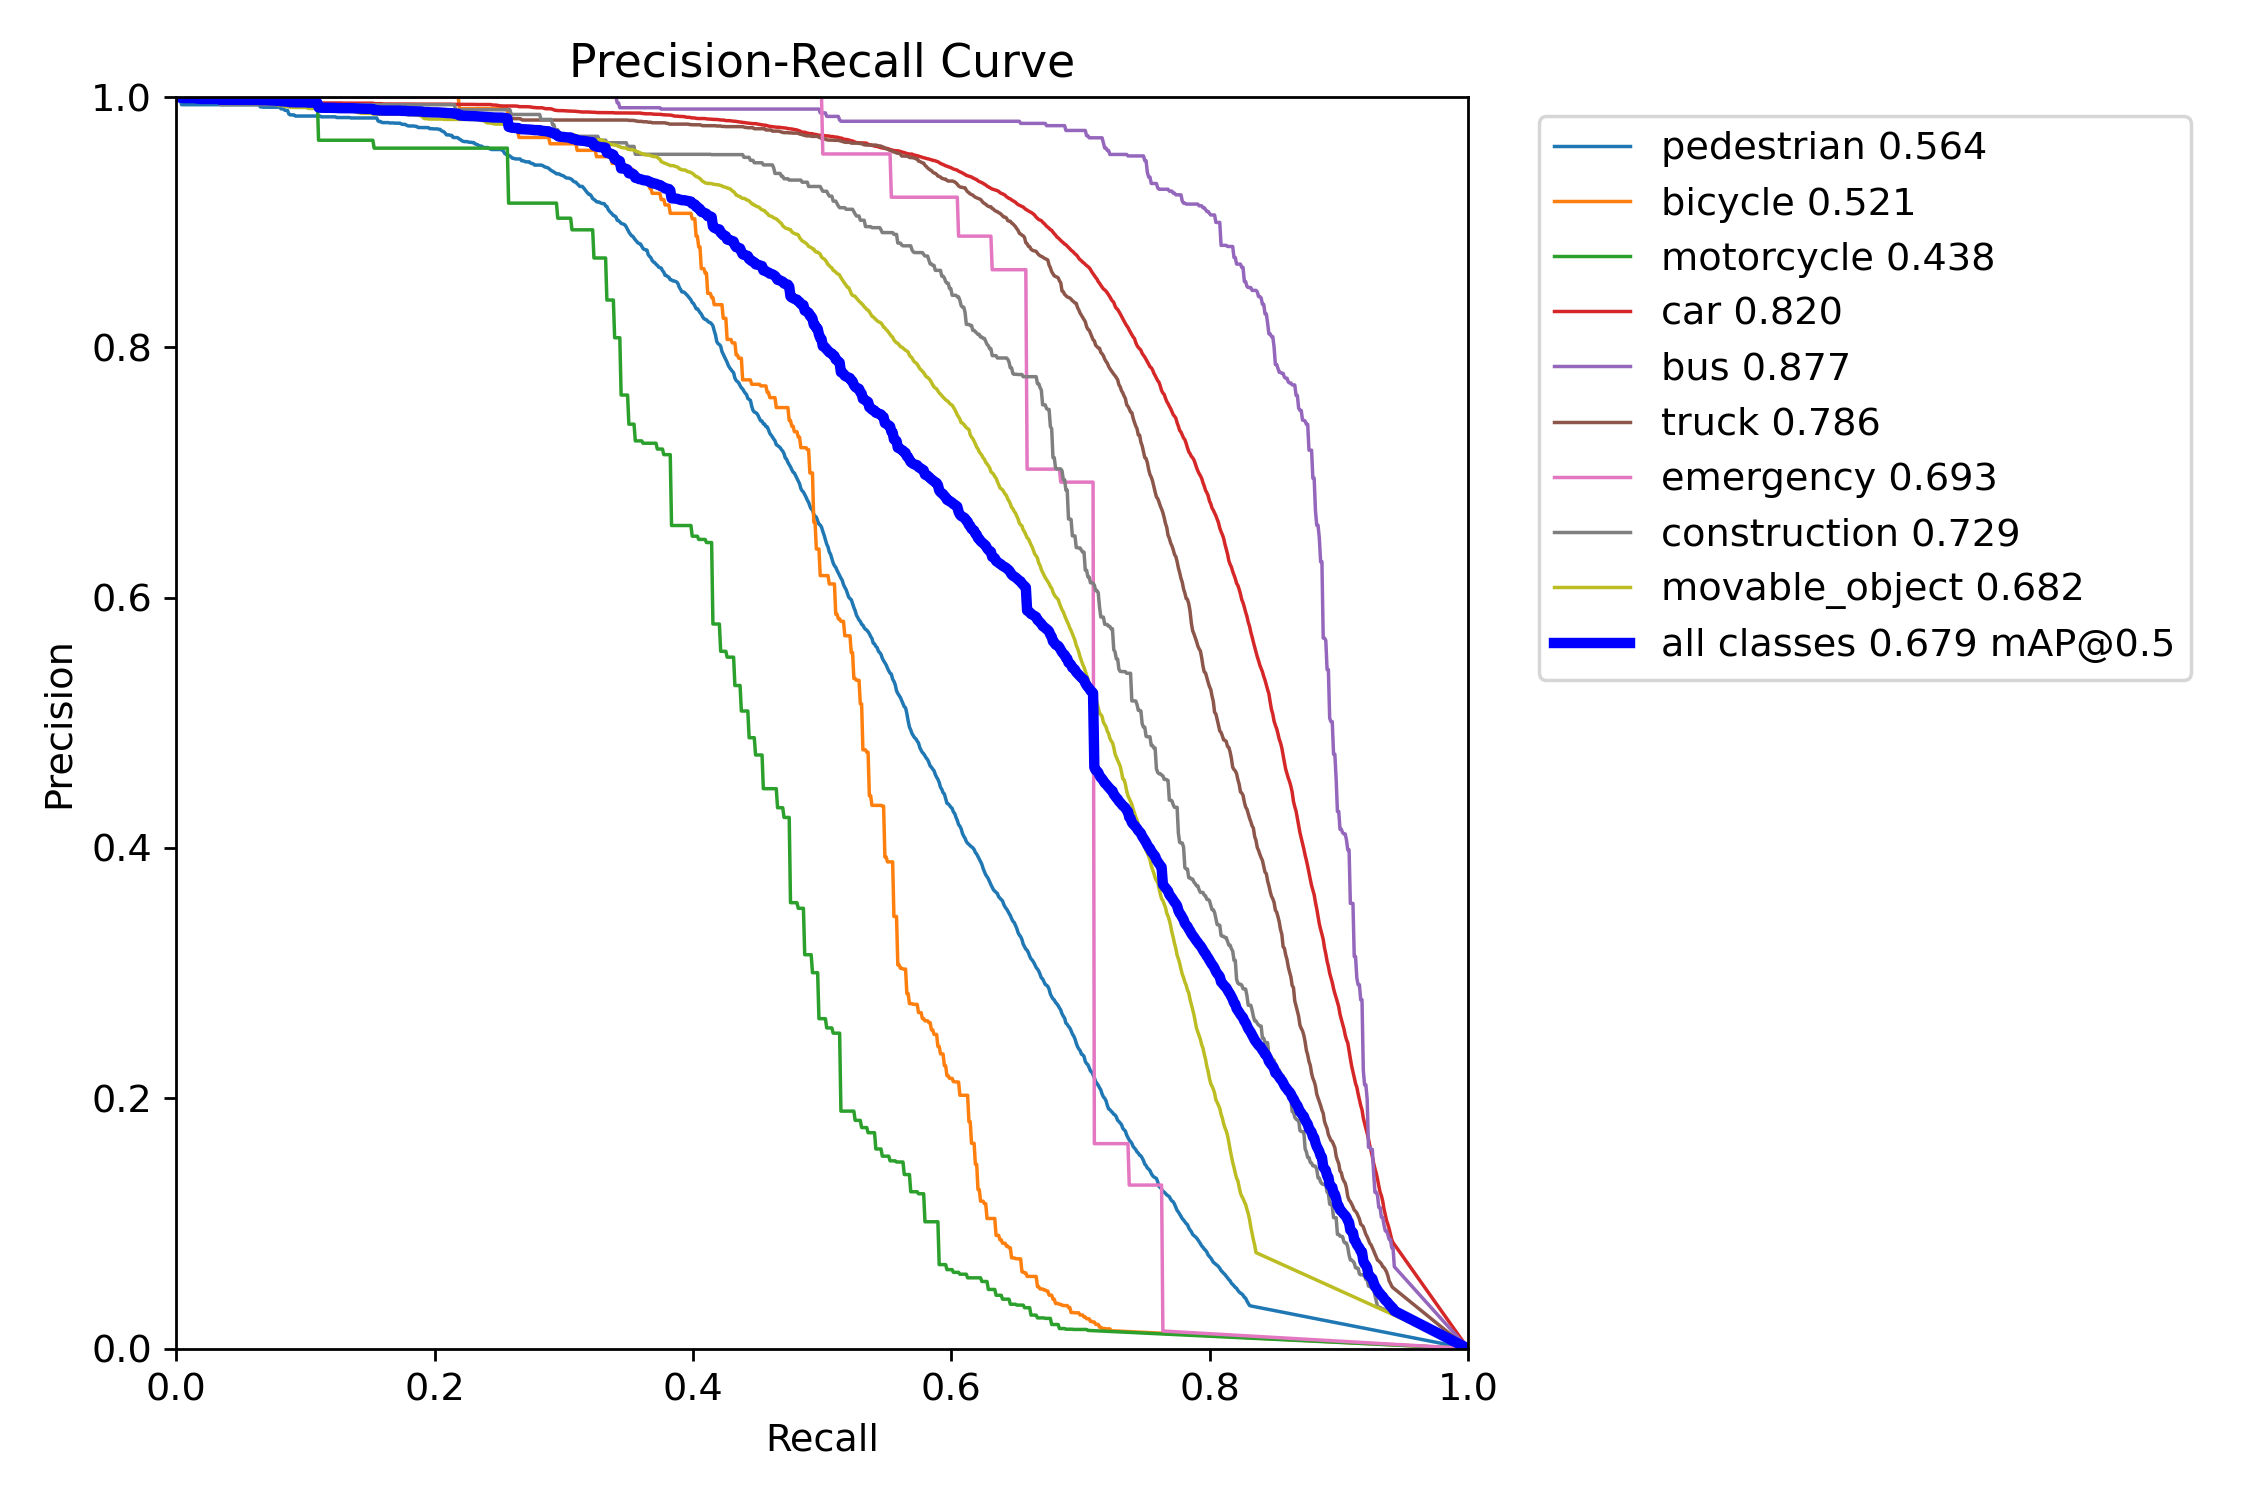 Precision-Recall Curve
1.0
0.8
0.6
0.4
0.2
0.0
Precision
0.0 0.2 0.4 0.6 0.8 1.0
Recall
pedestrian 0.564
bicycle 0.521
motorcycle 0.438
car 0.820
bus 0.877
truck 0.786
emergency 0.693
construction 0.729
movable_object 0.682
all classes 0.679 mAP@0.5